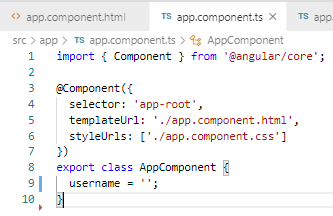 app.component.html
TS app.component.ts ×
TS app.
src > app > TS app.component.ts > AppComponent
1 import { Component } from '@angular/core';
2
3 @Component({
4 selector: 'app-root',
5 templateUrl: './app.component.html',
6 styleUrls: ['./app.component.css']
7 })
8 export class AppComponent {
9 username = '';
10 }